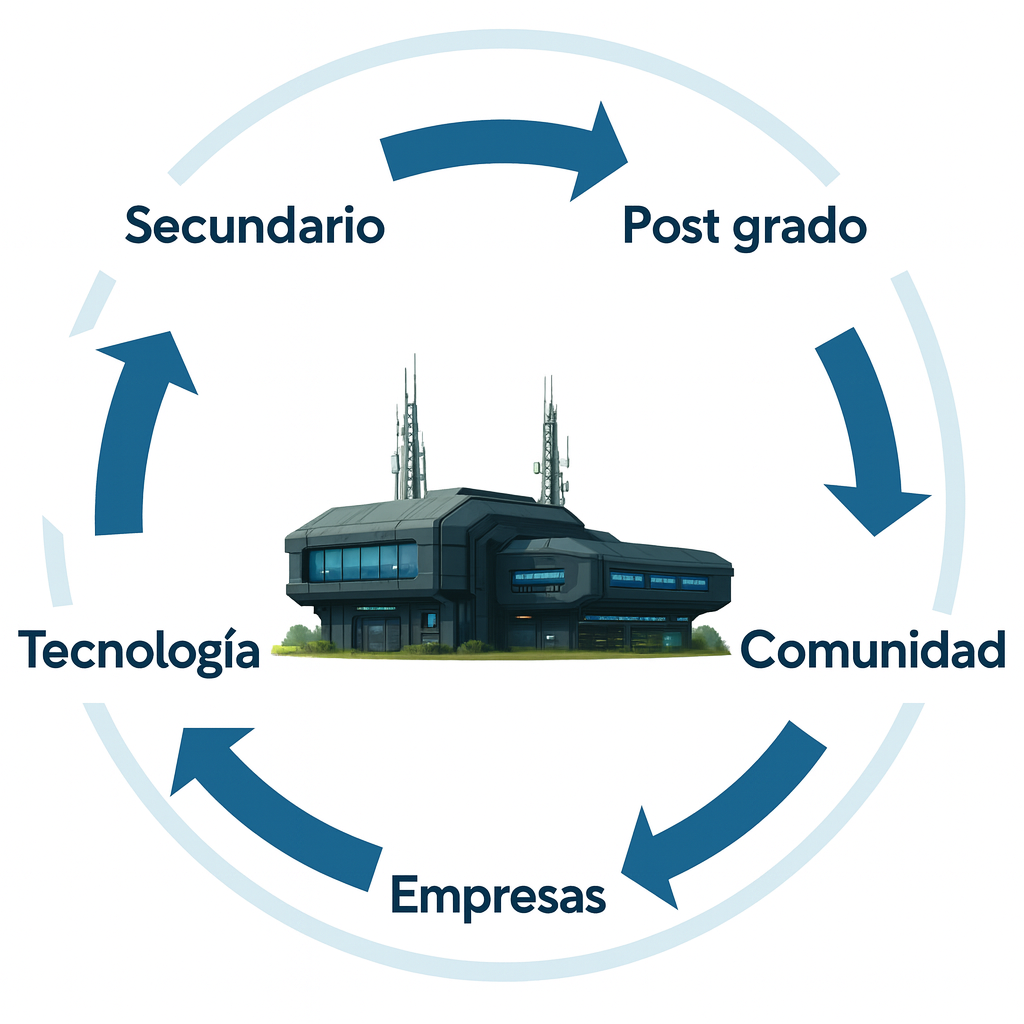 Secundario
Post grado
Tecnología
Comunidad
Empresas